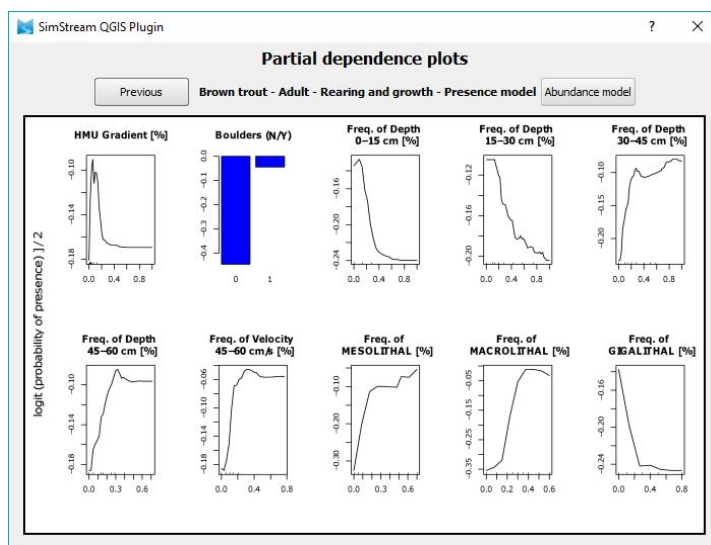 SimStream QGIS Plugin
?
Partial dependence plots
Previous
Brown trout - Adult - Rearing and growth - Presence model
Abundance model
logit (probability of presence) ] / 2
HMU Gradient [%]
-0.10
-0.14
-0.18
0.0 0.4 0.8
Boulders (N/Y)
0.0
-0.1
-0.2
-0.3
-0.4
0 1
Freq. of Depth
0-15 cm [%]
-0.16
-0.20
-0.24
0.0 0.4 0.8
Freq. of Depth
15-30 cm [%]
-0.12
-0.16
-0.20
0.0 0.4 0.8
Freq. of Depth
30-45 cm [%]
-0.10
-0.15
-0.20
0.0 0.4 0.8
Freq. of Depth
45-60 cm [%]
-0.10
-0.14
-0.18
0.0 0.3 0.6
Freq. of Velocity
45-60 cm/s [%]
-0.06
-0.10
-0.14
-0.18
0.0 0.4 0.8
Freq. of
MESOLITHAL [%]
-0.10
-0.20
-0.30
0.0 0.2 0.4 0.6
Freq. of
MACROLITHAL [%]
-0.05
-0.15
-0.25
-0.35
0.0 0.2 0.4 0.6
Freq. of
GIGALITHAL [%]
-0.16
-0.20
-0.24
0.0 0.4 0.8